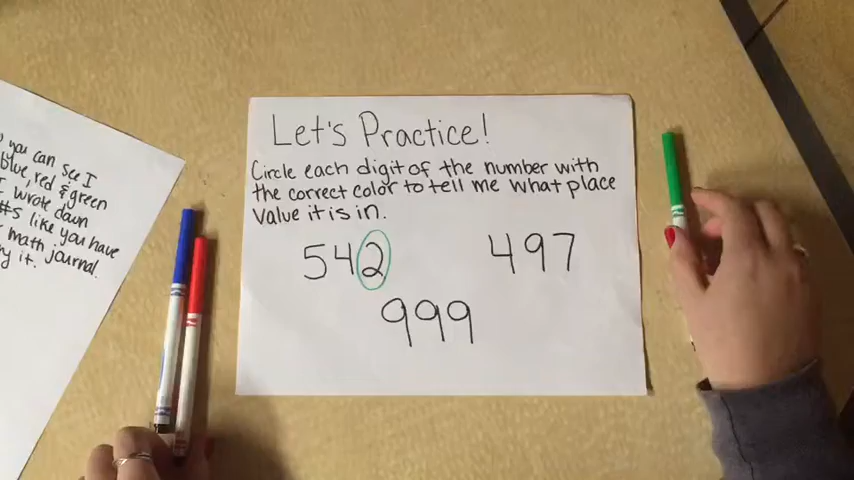 you can see I
blue, red & green
wrote down
#s like you have
math journal.
it.
Let's Practice!
Circle each digit of the number with
the correct color to tell me what place
value it is in.
542 497
999